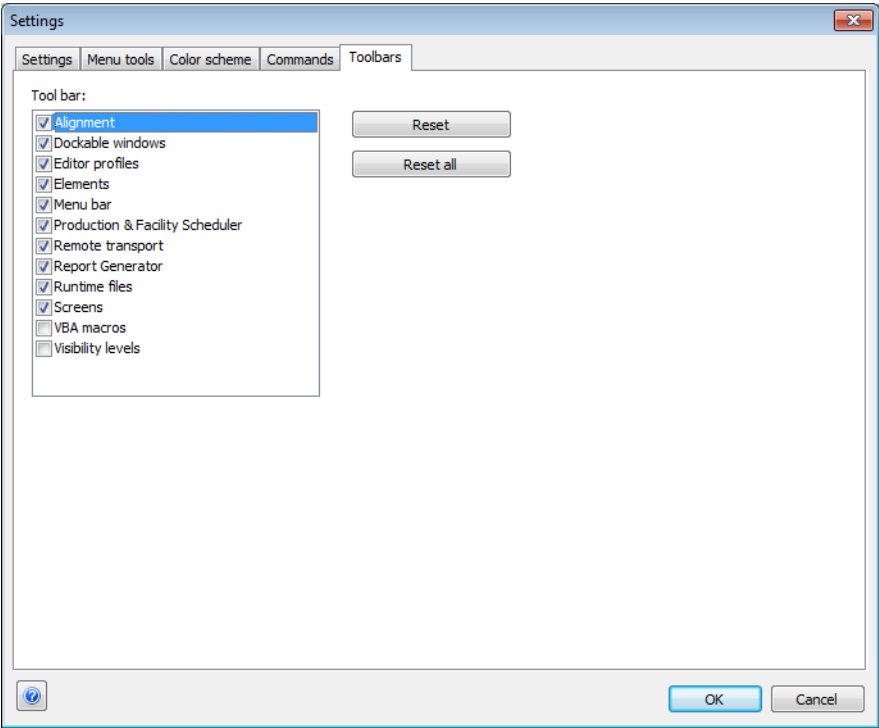 Settings
Settings Menu tools Color scheme Commands Toolbars
Tool bar:
Alignment
Dockable windows
Editor profiles
Elements
Menu bar
Production & Facility Scheduler
Remote transport
Report Generator
Runtime files
Screens
VBA macros
Visibility levels
Reset
Reset all
?
OK Cancel